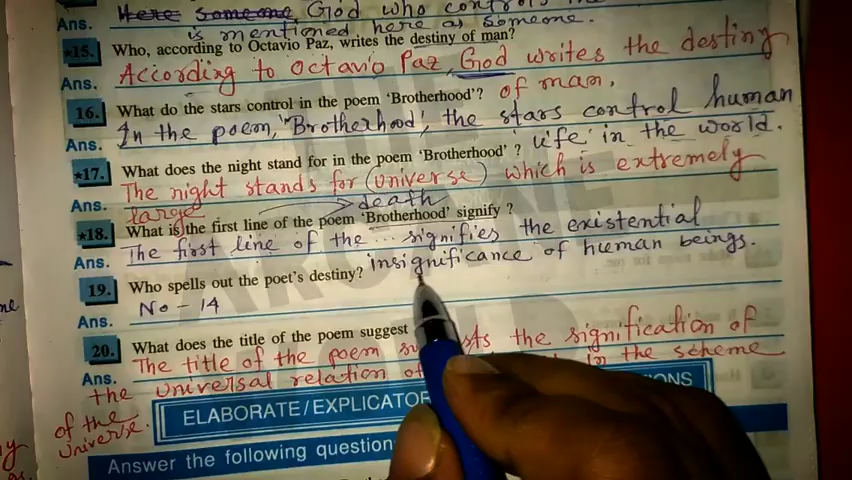 Here someone God who controls the
Ans. is mentioned here as someone.
*15. Who, according to Octavio Paz, writes the destiny of man?
Ans. According to Octavio Paz, God writes the destiny
of man.
16. What do the stars control in the poem 'Brotherhood'?
Ans. In the poem, 'Brotherhood', the stars control human
life in the world.
*17. What does the night stand for in the poem 'Brotherhood' ?
Ans. The night stands for (universe) which is extremely
large death
*18. What is the first line of the poem 'Brotherhood' signify ?
Ans. The first line of the ... signifies the existential
insignificance of human beings.
19. Who spells out the poet's destiny?
Ans. No - 14
20. What does the title of the poem suggest
Ans. The title of the poem the signification of
the universal relation of in the scheme
of the
universe.
ELABORATE/EXPLICATOR
Answer the following question